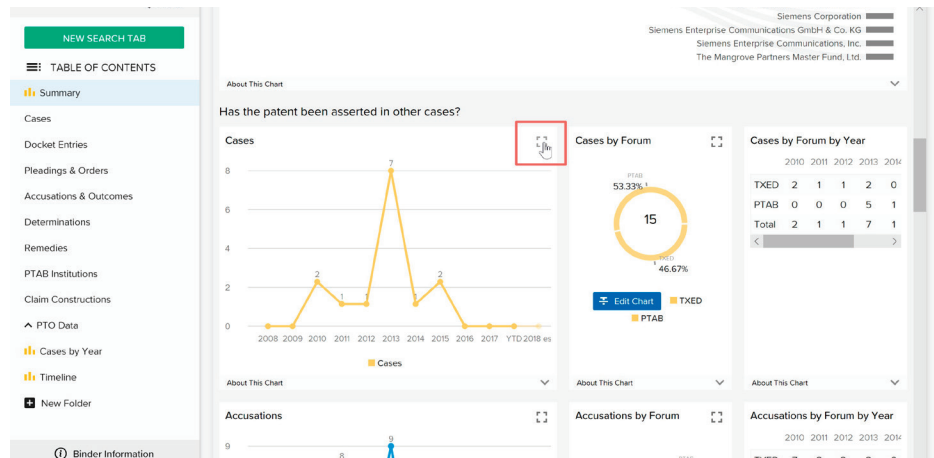 NEW SEARCH TAB
TABLE OF CONTENTS
Summary
Cases
Docket Entries
Pleadings & Orders
Accusations & Outcomes
Determinations
Remedies
PTAB Institutions
Claim Constructions
PTO Data
Cases by Year
Timeline
New Folder
Binder Information
Siemens Corporation
Siemens Enterprise Communications GmbH & Co. KG
Siemens Enterprise Communications, Inc.
The Mangrove Partners Master Fund, Ltd.
About This Chart
Has the patent been asserted in other cases?
Cases
8
6
4
2
0
7
2
1
1
1
2
2008 2009 2010 2011 2012 2013 2014 2015 2016 2017 YTD 2018 es
Cases
About This Chart
Cases by Forum
PTAB
53.33%
15
TXED
46.67%
Edit Chart
TXED
PTAB
About This Chart
Cases by Forum by Year
2010 2011 2012 2013 2014
TXED 2 1 1 2 0
PTAB 0 0 0 5 1
Total 2 1 1 7 1
About This Chart
Accusations
9
8
9
Accusations by Forum
Accusations by Forum by Year
2010 2011 2012 2013 2014